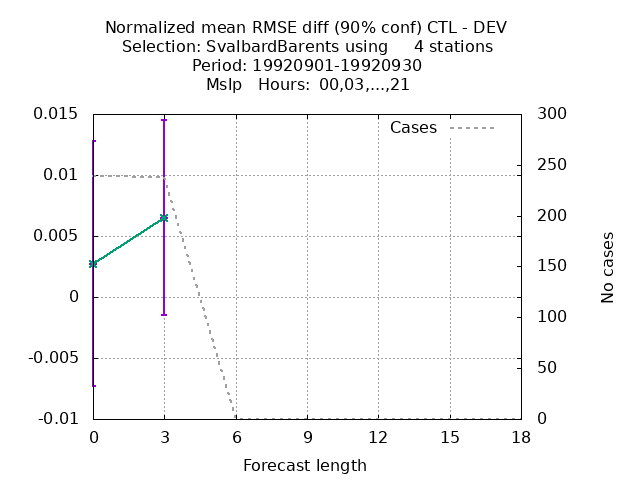 Normalized mean RMSE diff (90% conf) CTL - DEV
Selection: SvalbardBarents using     4 stations
Period: 19920901-19920930
Mslp   Hours: 00,03,...,21
0.015
0.01
0.005
0
-0.005
-0.01
Cases
300
250
200
150
100
50
0
No cases
0 3 6 9 12 15 18
Forecast length